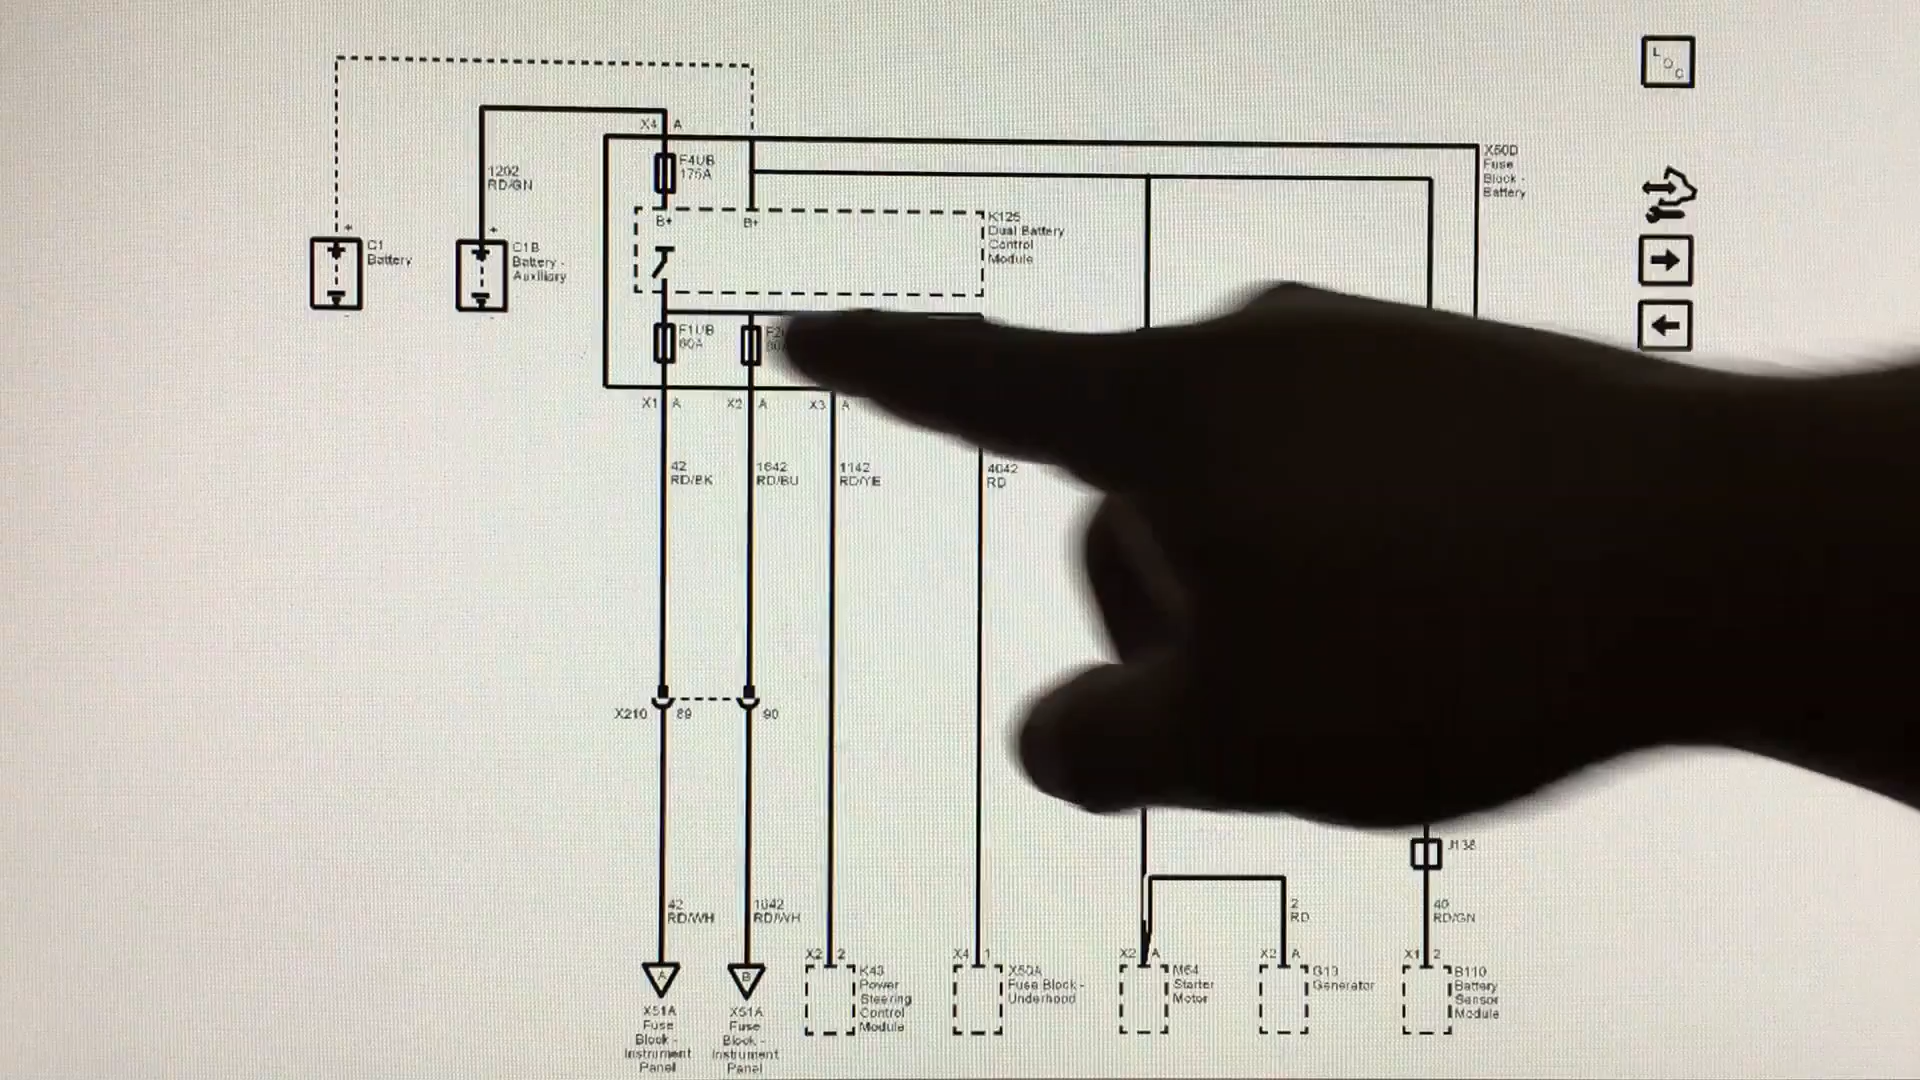 LOC
X4 A
F4UB
175A
X50D
Fuse
Block -
Battery
1202
RD/GN
B+
B+
K125
Dual Battery
Control
Module
+
C1
Battery
-
+
C1B
Battery -
Auxiliary
-
F1UB
60A
X1 A
X2 A
X3 A
42
RD/BK
1642
RD/BU
1142
RD/YE
4042
RD
X210 89
90
J138
42
RD/WH
1642
RD/WH
2
RD
40
RD/GN
X2 2
X4 1
X2 A
X2 A
X1 2
A
X51A
Fuse
Block -
Instrument
Panel
B
X51A
Fuse
Block -
Instrument
Panel
K43
Power
Steering
Control
Module
X50A
Fuse Block -
Underhood
M64
Starter
Motor
G13
Generator
B110
Battery
Sensor
Module